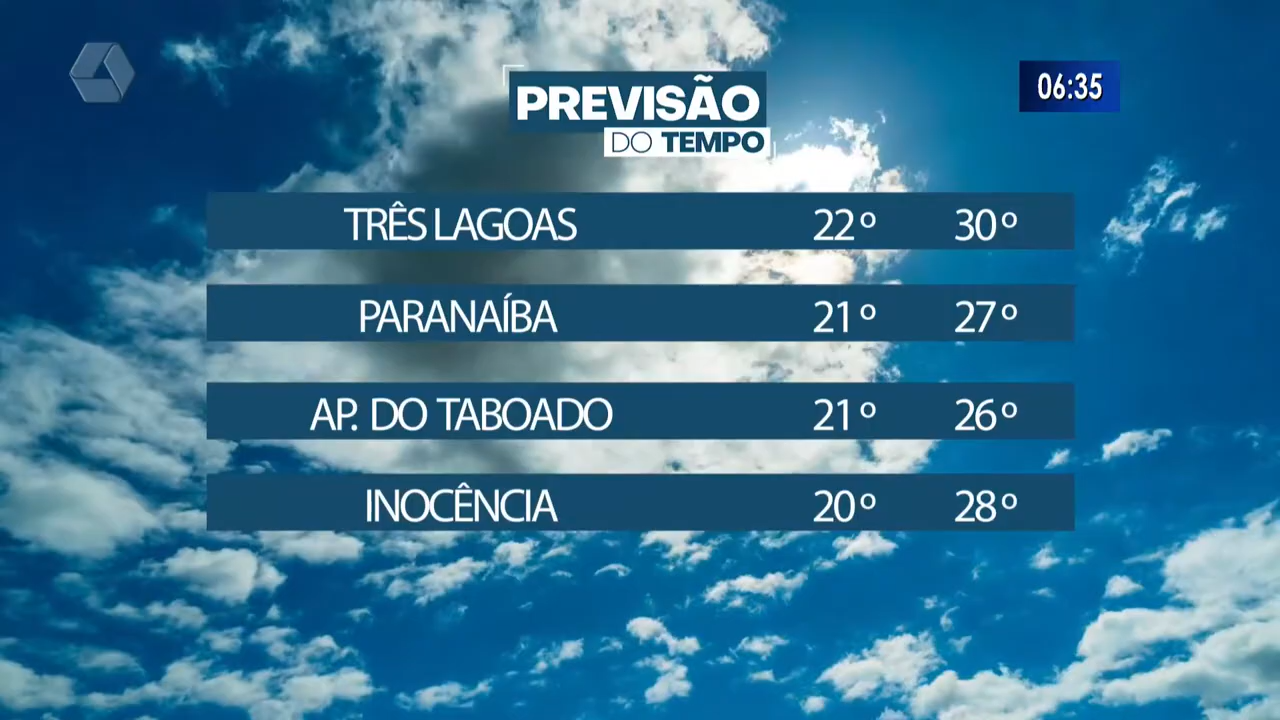 06:35
PREVISÃO
DO TEMPO
TRÊS LAGOAS 22º 30º
PARANAÍBA 21º 27º
AP. DO TABOADO 21º 26º
INOCÊNCIA 20º 28º